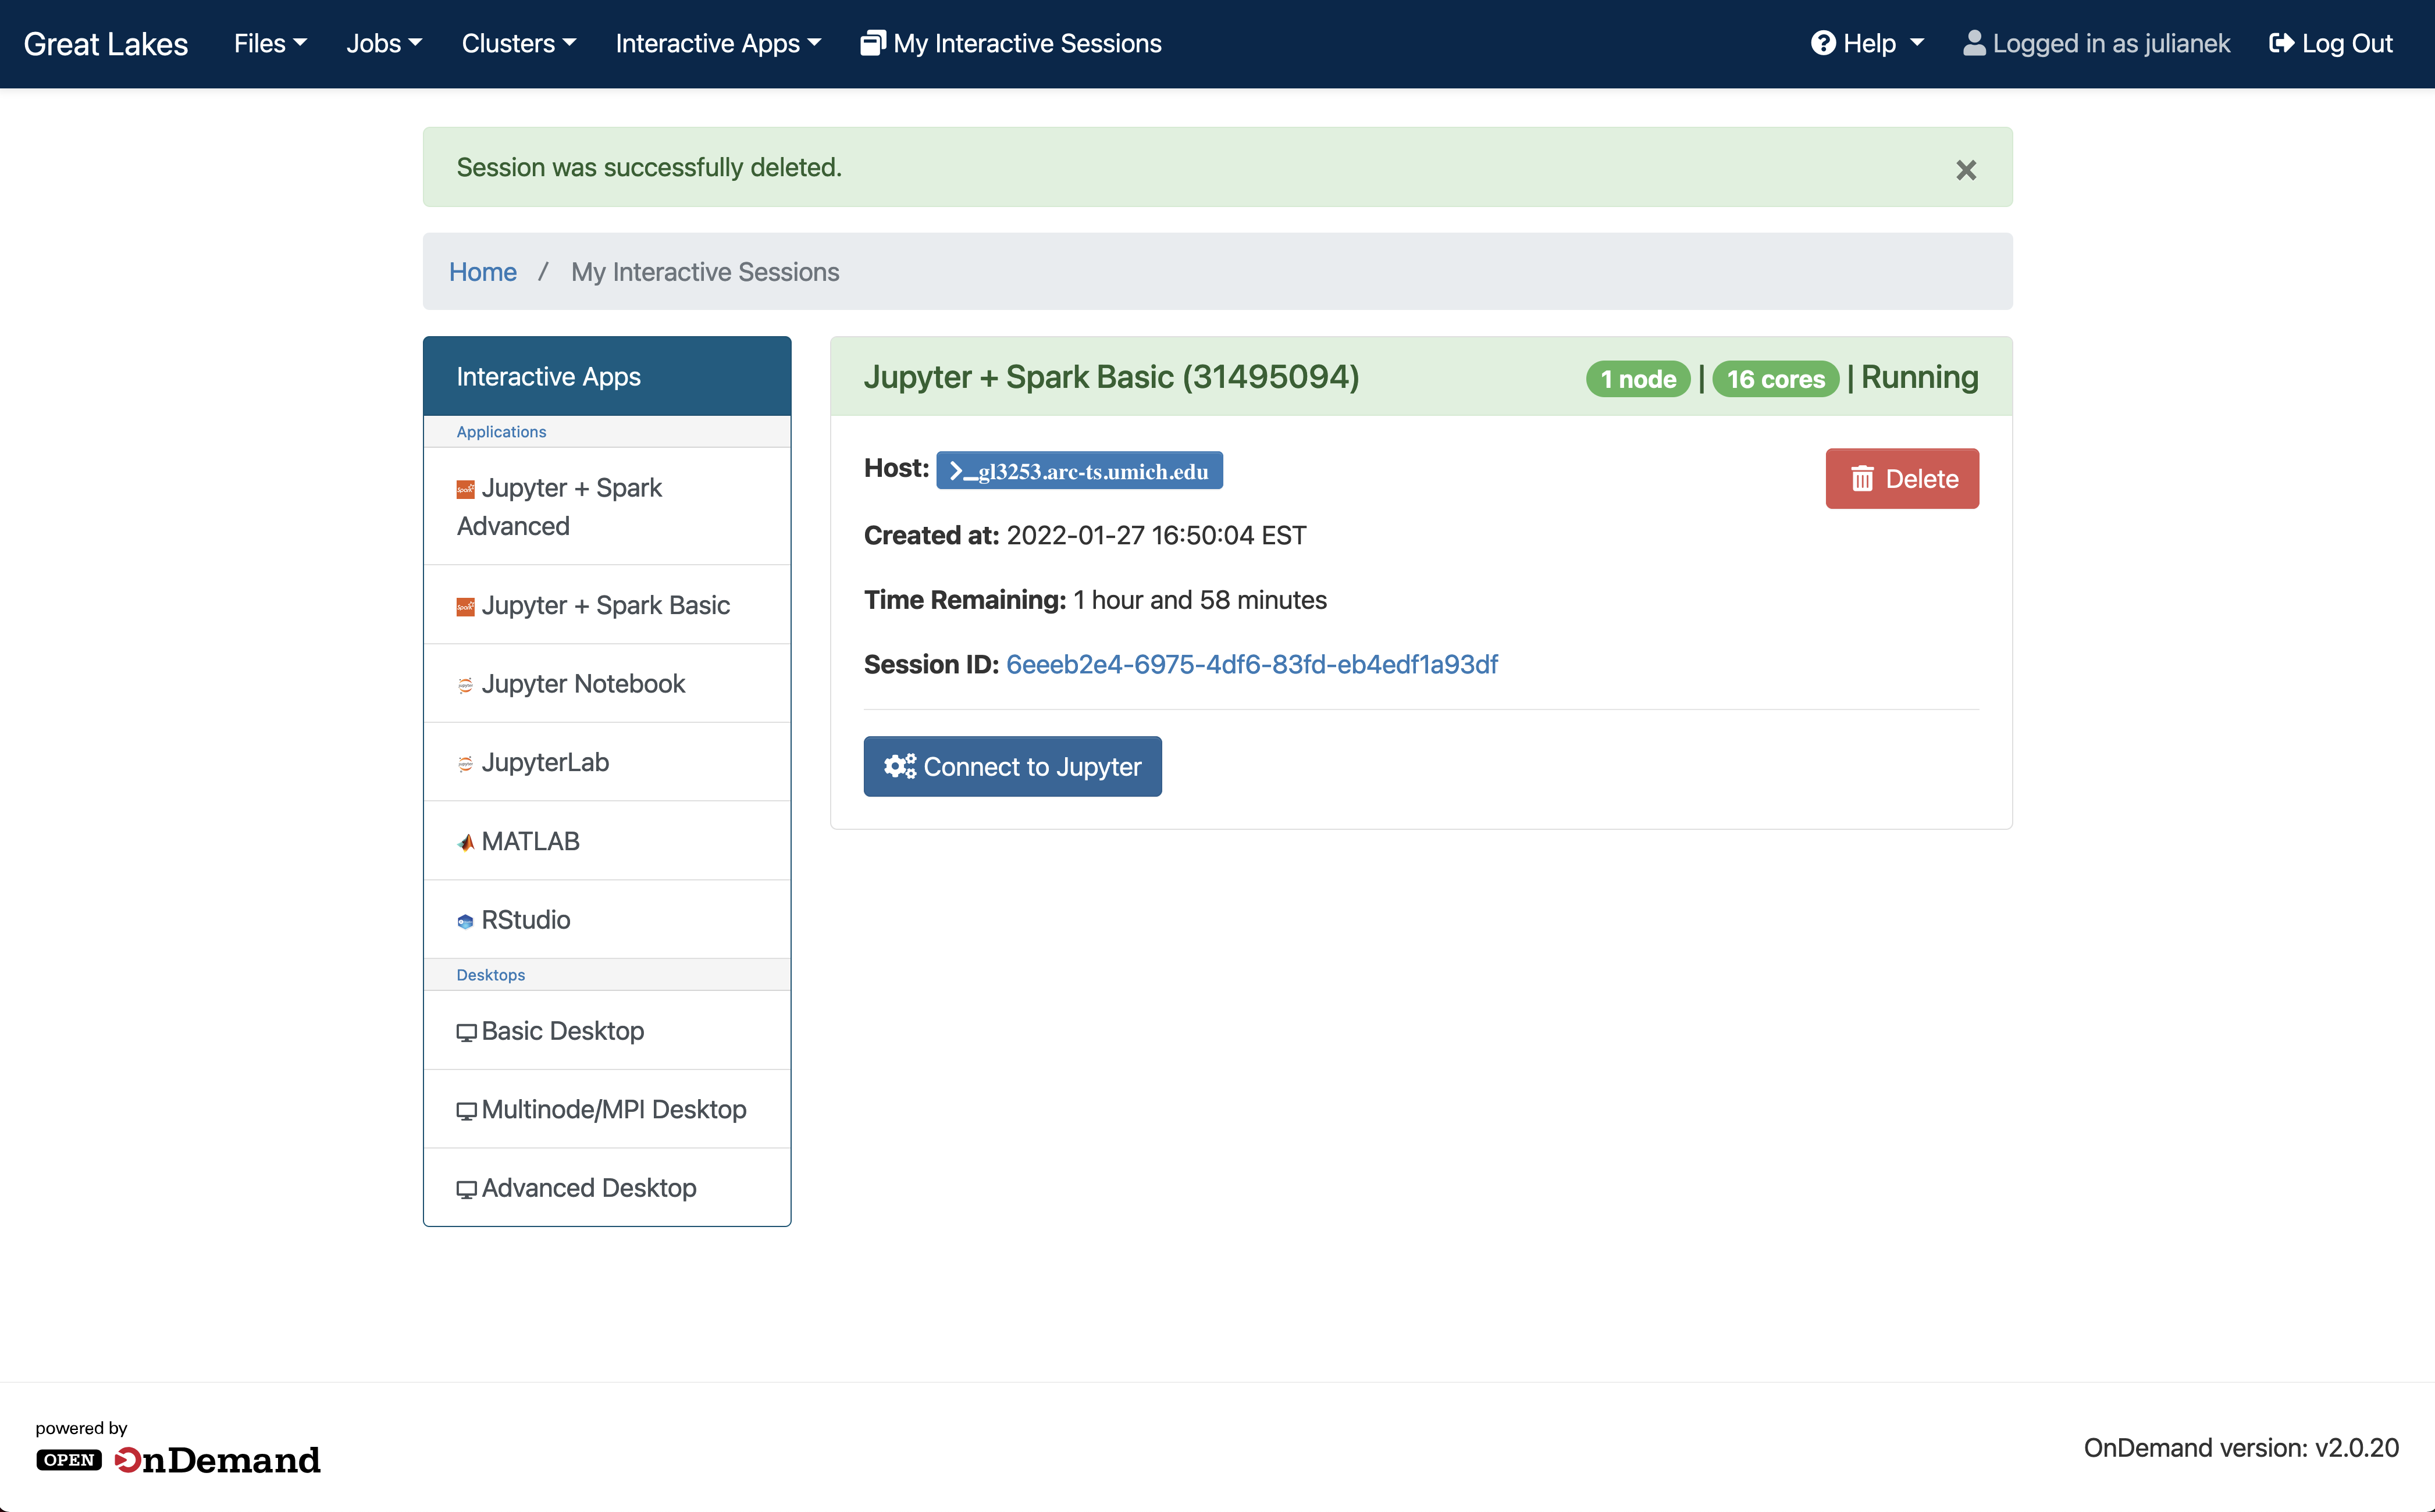 Great Lakes Files Jobs Clusters Interactive Apps My Interactive Sessions Help Logged in as julianek Log Out
Session was successfully deleted.
Home / My Interactive Sessions
Interactive Apps
Applications
Jupyter + Spark
Advanced
Jupyter + Spark Basic
Jupyter Notebook
JupyterLab
MATLAB
RStudio
Desktops
Basic Desktop
Multinode/MPI Desktop
Advanced Desktop
Jupyter + Spark Basic (31495094) 1 node | 16 cores | Running
Host: >_gl3253.arc-ts.umich.edu
Delete
Created at: 2022-01-27 16:50:04 EST
Time Remaining: 1 hour and 58 minutes
Session ID: 6eeeb2e4-6975-4df6-83fd-eb4edf1a93df
Connect to Jupyter
powered by
OPEN OnDemand
OnDemand version: v2.0.20